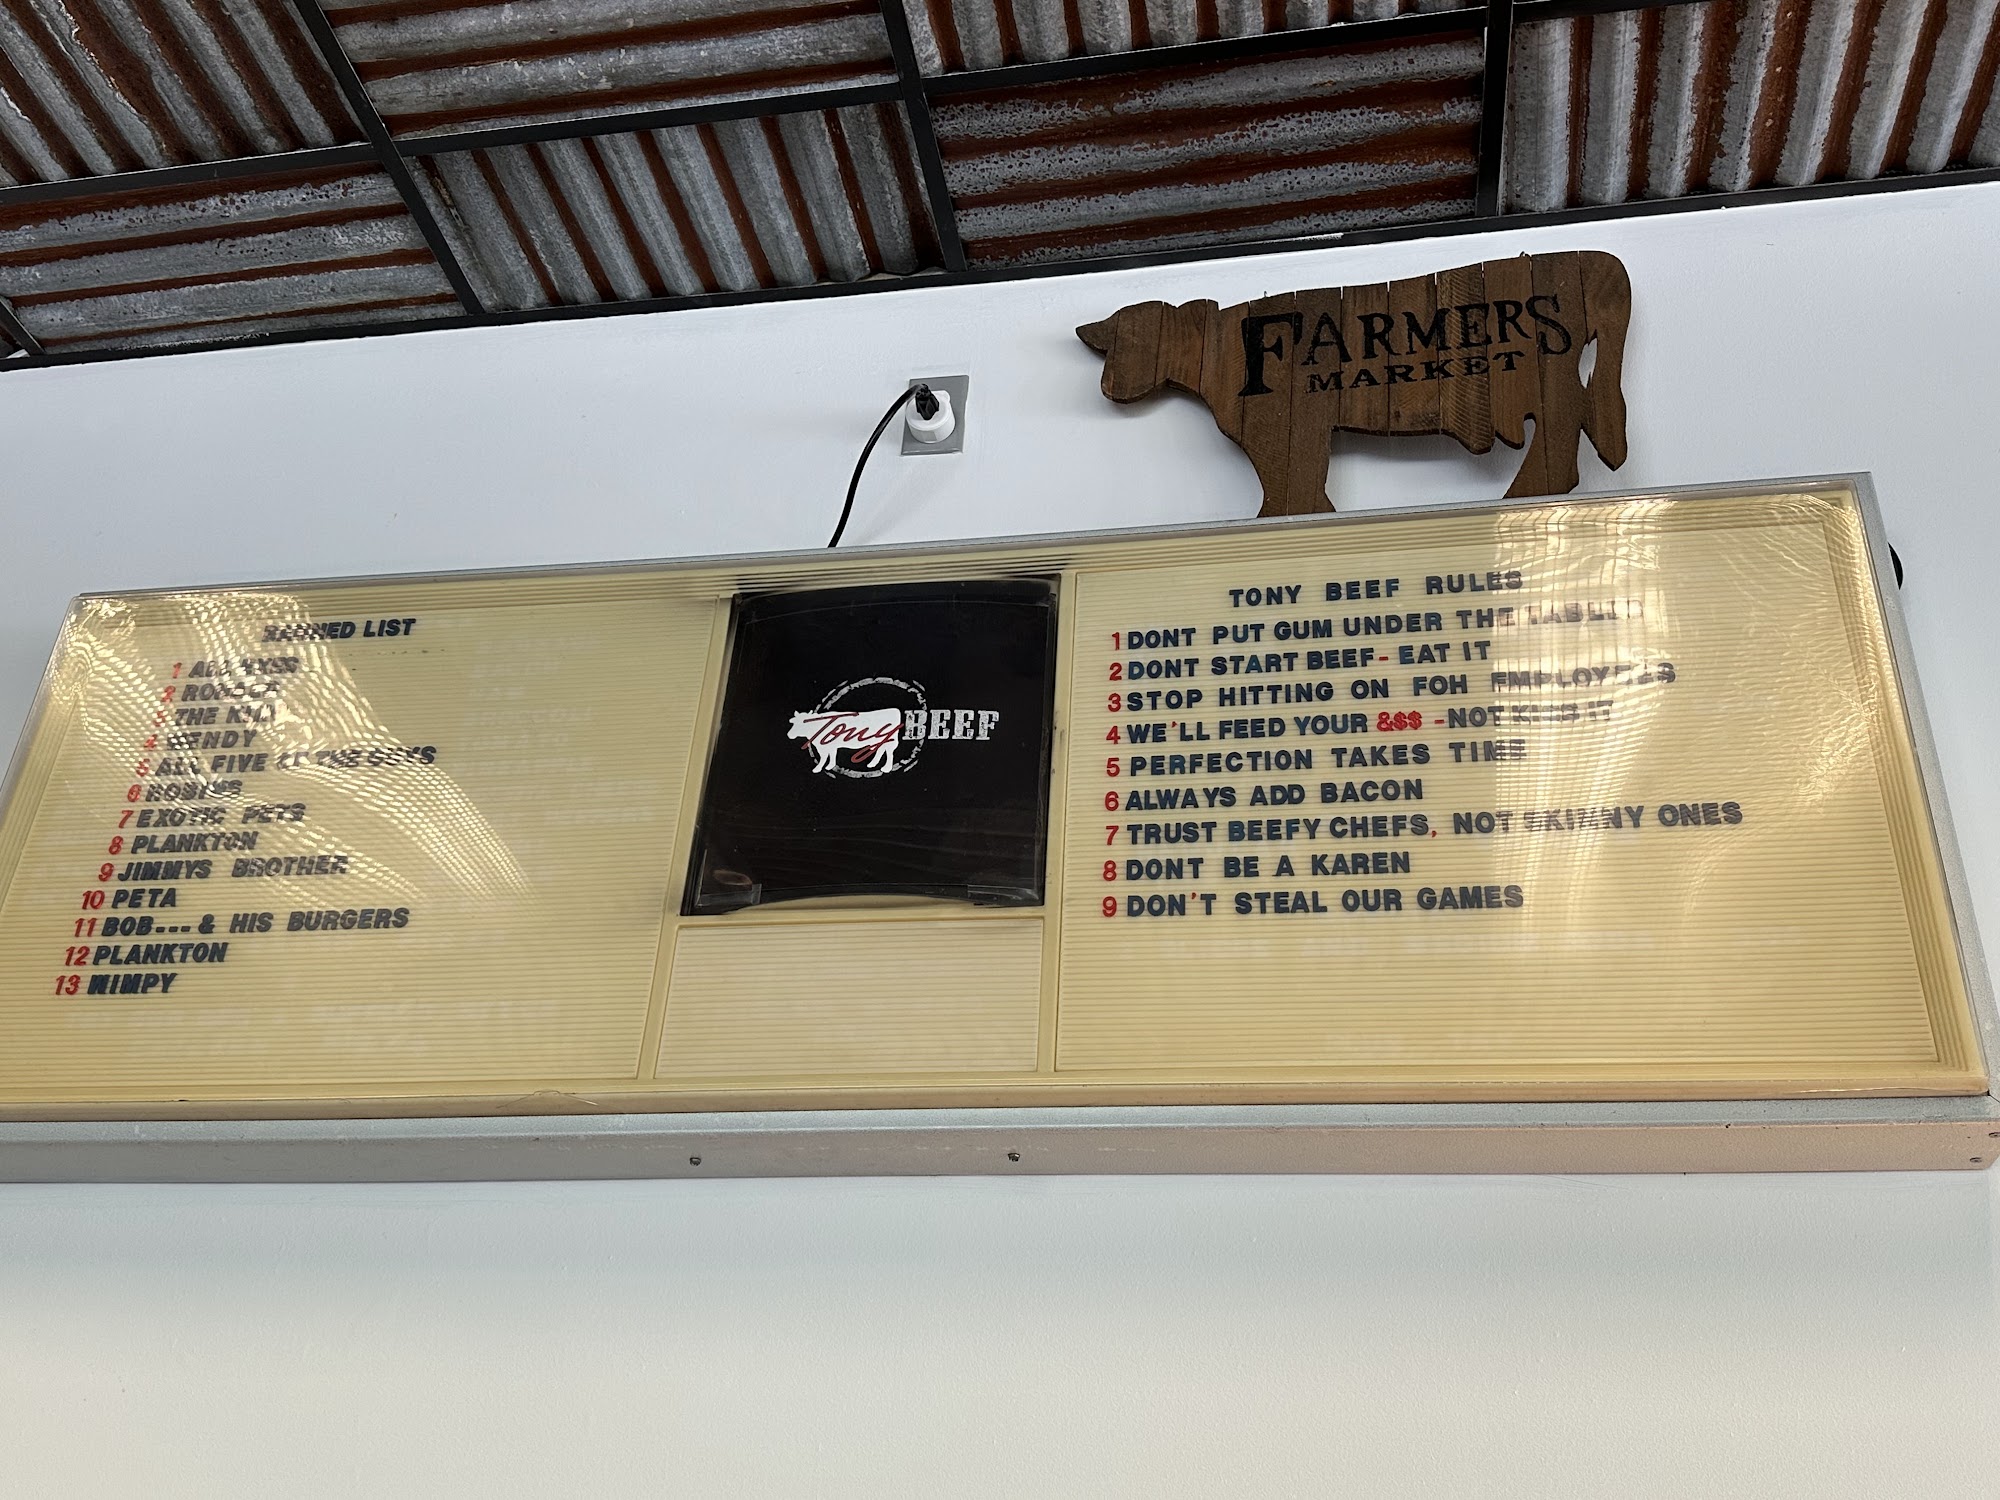 FARMERS
MARKET
BANNED LIST
1 ALL EXES
2 RONALD
3 THE KING
4 WENDY
5 ALL FIVE OF THE GUYS
6 ROBINS
7 EXOTIC PETS
8 PLANKTON
9 JIMMYS BROTHER
10 PETA
11 BOB---& HIS BURGERS
12 PLANKTON
13 WIMPY
Tony BEEF
TONY BEEF RULES
1 DONT PUT GUM UNDER THE TABLES
2 DONT START BEEF- EAT IT
3 STOP HITTING ON FOH EMPLOYEES
4 WE'LL FEED YOUR &$$ -NOT KISS IT
5 PERFECTION TAKES TIME
6 ALWAYS ADD BACON
7 TRUST BEEFY CHEFS, NOT SKINNY ONES
8 DONT BE A KAREN
9 DON'T STEAL OUR GAMES